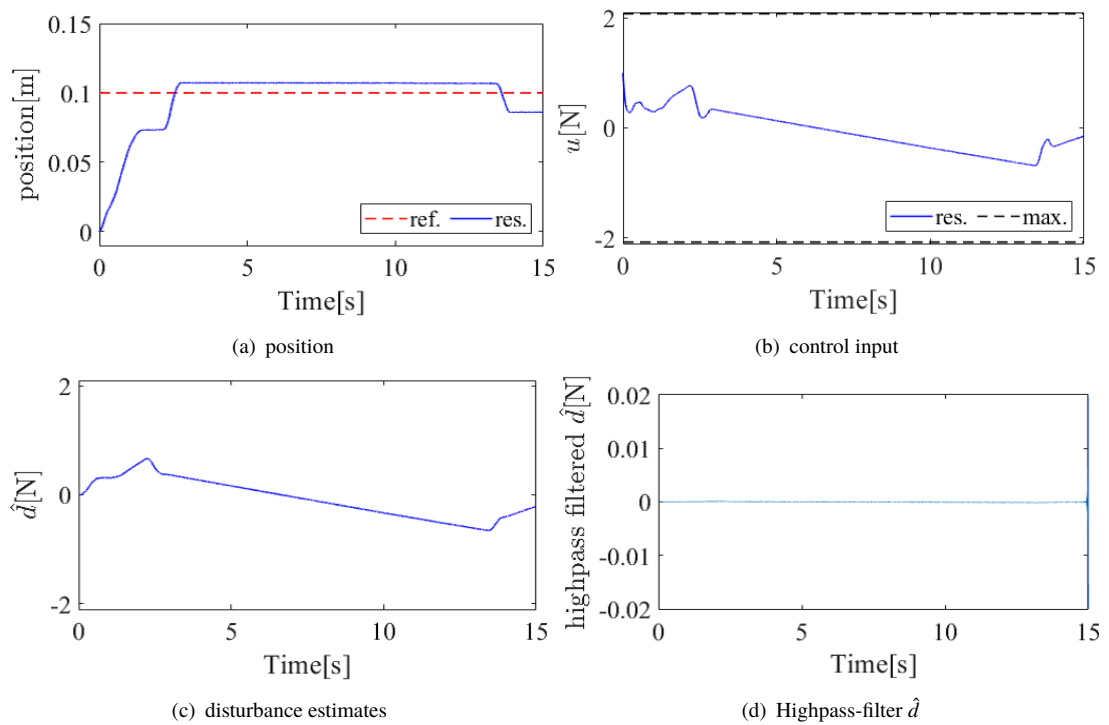 0.15
0.1
0.05
0
position[m]
ref.
res.
0
5
10
15
Time[s]
(a) position
2
0
-2
u[N]
res.
max.
0
5
10
15
Time[s]
(b) control input
2
0
-2
d̂[N]
0
5
10
15
Time[s]
(c) disturbance estimates
0.02
0.01
0
-0.01
-0.02
highpass filtered d̂[N]
0
5
10
15
Time[s]
(d) Highpass-filter d̂